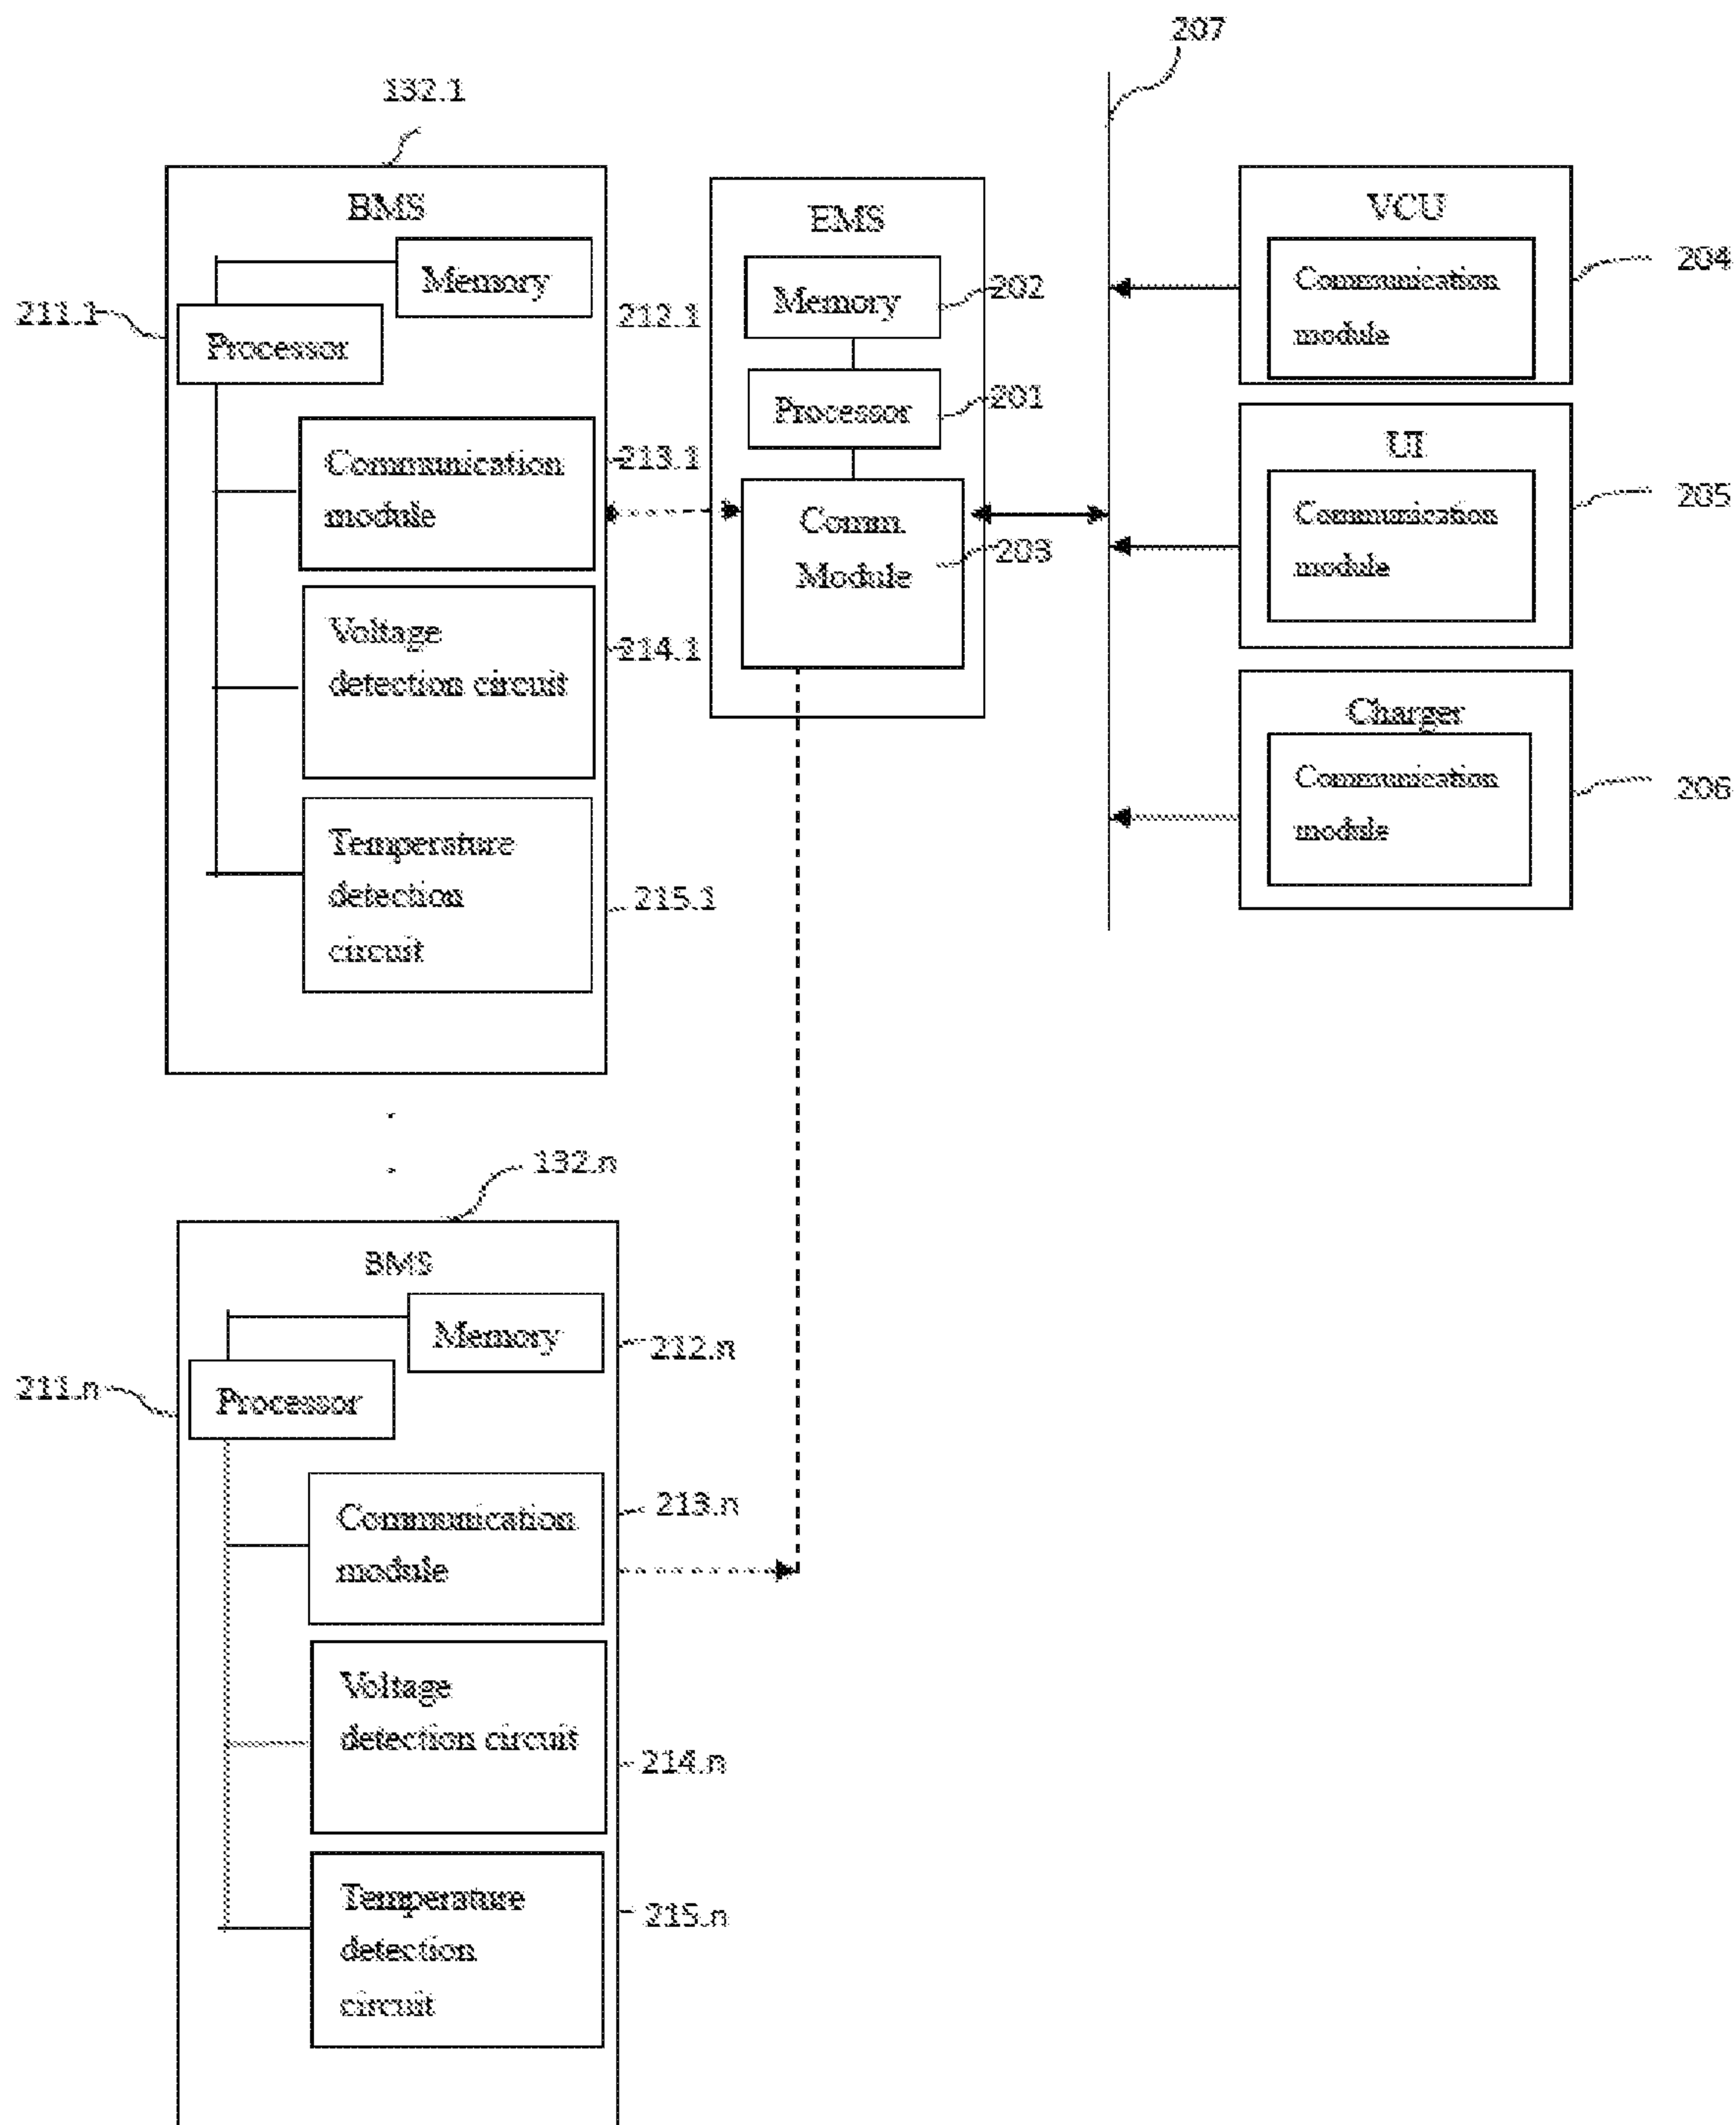 207
132.1
BMS
Memory
211.1
Processor
212.1
Communication
module
213.1
Voltage
detection circuit
214.1
Temperature
detection
circuit
215.1
EMS
Memory
202
Processor
201
Comm.
Module
203
VCU
Communication
module
204
UI
Communication
module
205
Charger
Communication
module
206
132.n
BMS
Memory
212.n
211.n
Processor
Communication
module
213.n
Voltage
detection circuit
214.n
Temperature
detection
circuit
215.n